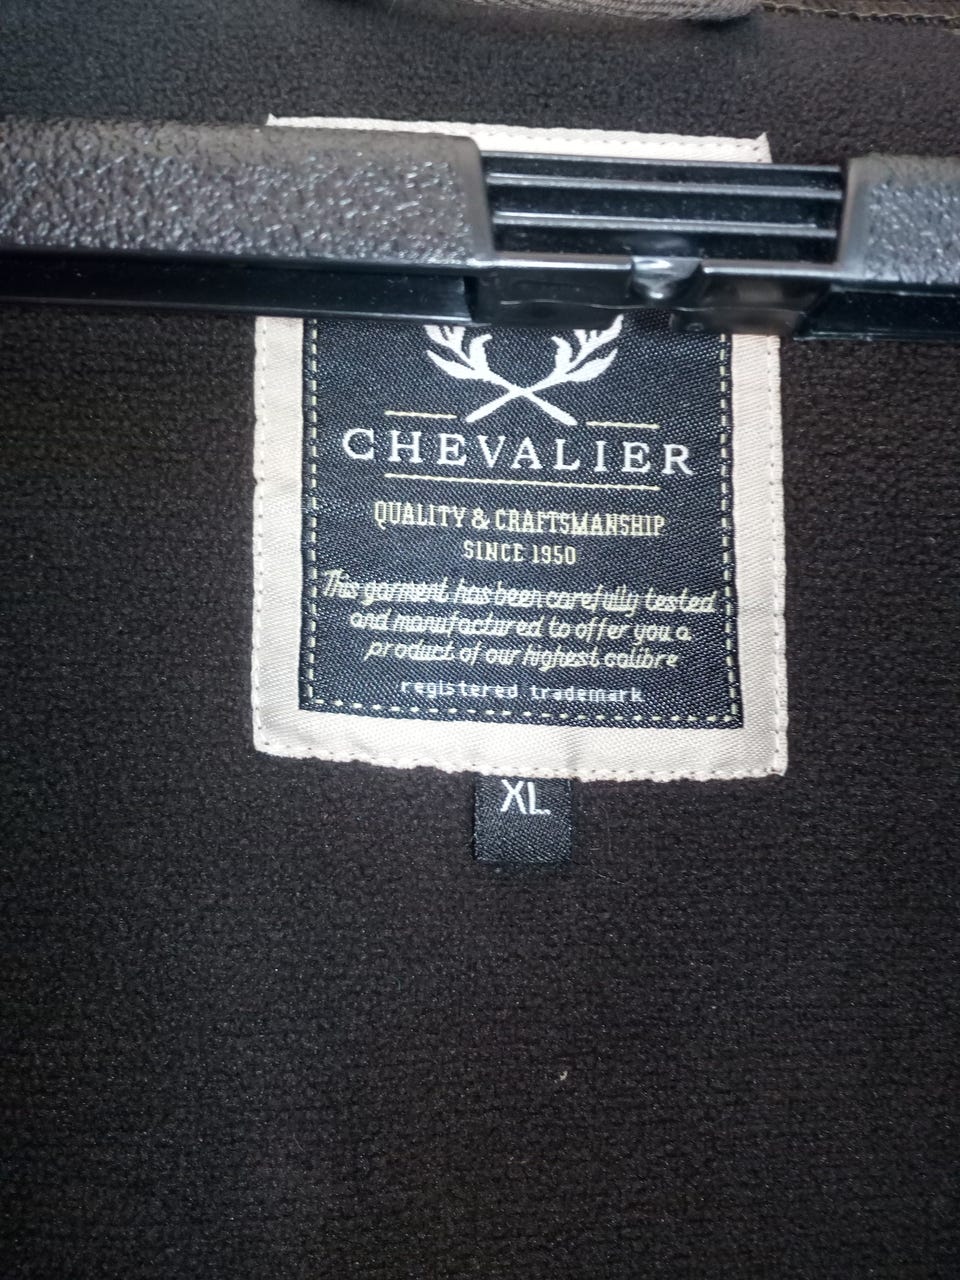 CHEVALIER
QUALITY & CRAFTSMANSHIP
SINCE 1950
This garment has been carefully tested
and manufactured to offer you a
product of our highest calibre
registered trademark
XL